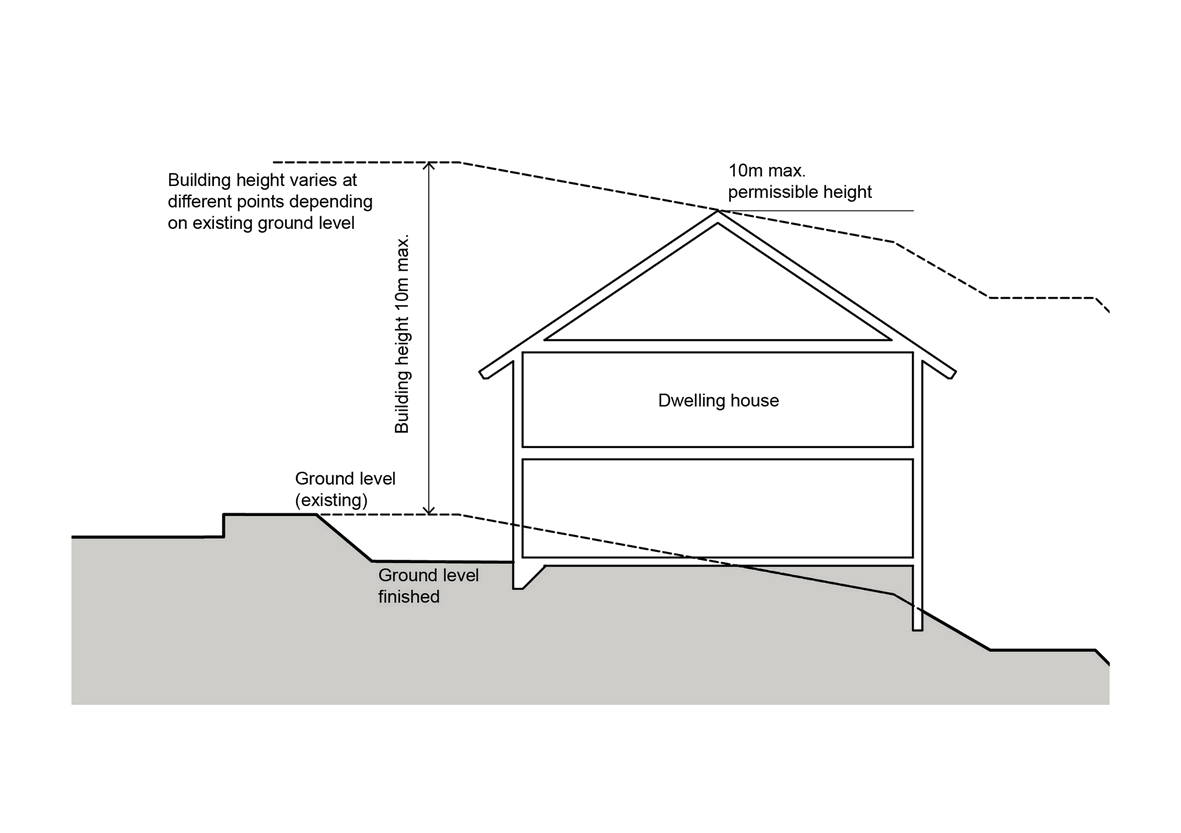 10m max.
permissible height
Building height varies at
different points depending
on existing ground level
Building height 10m max.
Dwelling house
Ground level
(existing)
Ground level
finished